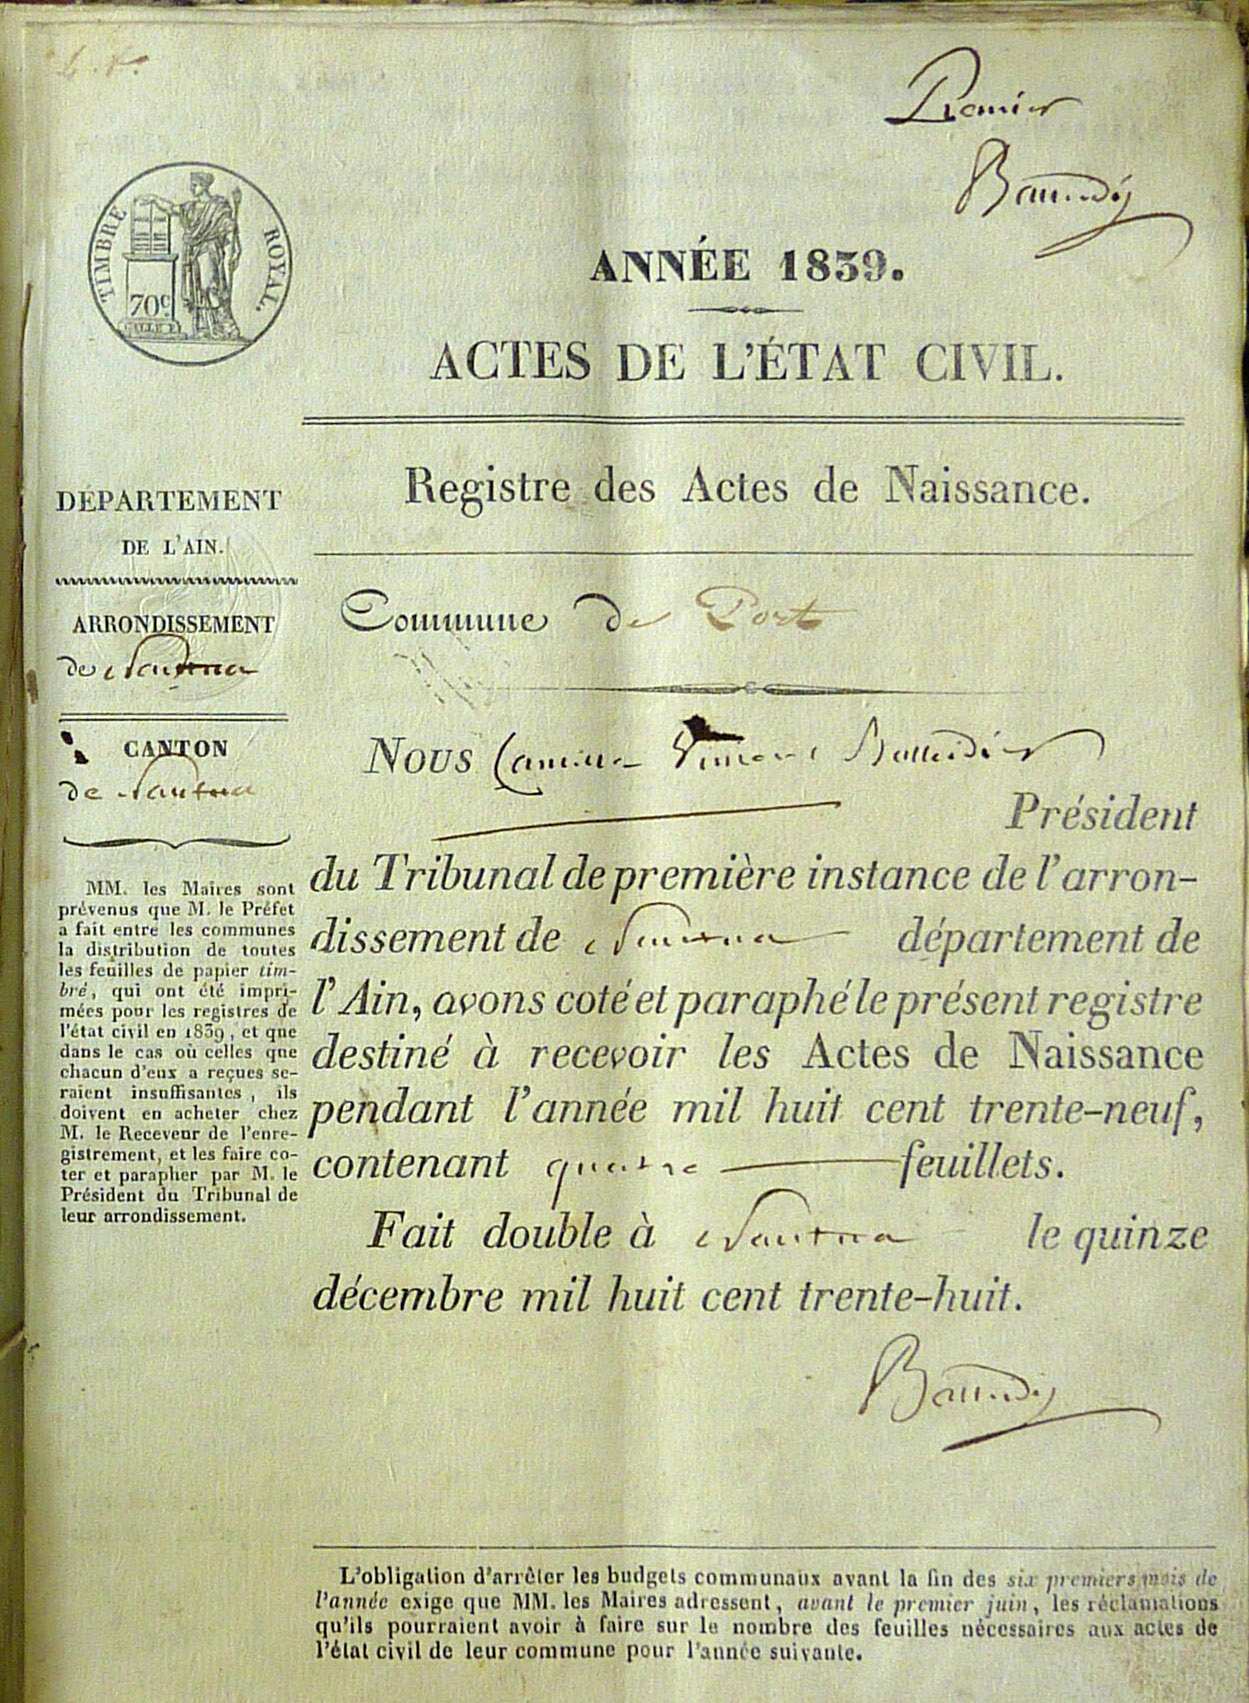 Premier
TIMBRE ROYAL.
70c
ANNÉE 1839.
ACTES DE L'ÉTAT CIVIL.
Registre des Actes de Naissance.
DÉPARTEMENT
DE L'AIN.
ARRONDISSEMENT
de Nantua
CANTON
de Nantua
MM. les Maires sont
prévenus que M. le Préfet
a fait entre les communes
la distribution de toutes
les feuilles de papier tim-
bré, qui ont été impri-
mées pour les registres de
l'état civil en 1839, et que
dans le cas où celles que
chacun d'eux a reçues se-
raient insuffisantes, ils
doivent en acheter chez
M. le Receveur de l'enre-
gistrement, et les faire co-
ter et parapher par M. le
Président du Tribunal de
leur arrondissement.
Commune de Port
NOUS Camille
Président
du Tribunal de première instance de l'arron-
dissement de Nantua département de
l'Ain, avons coté et paraphé le présent registre
destiné à recevoir les Actes de Naissance
pendant l'année mil huit cent trente-neuf,
contenant quatre feuillets.
Fait double à Nantua le quinze
décembre mil huit cent trente-huit.
L'obligation d'arrêter les budgets communaux avant la fin des six premiers mois de
l'année exige que MM. les Maires adressent, avant le premier juin, les réclamations
qu'ils pourraient avoir à faire sur le nombre des feuilles nécessaires aux actes de
l'état civil de leur commune pour l'année suivante.